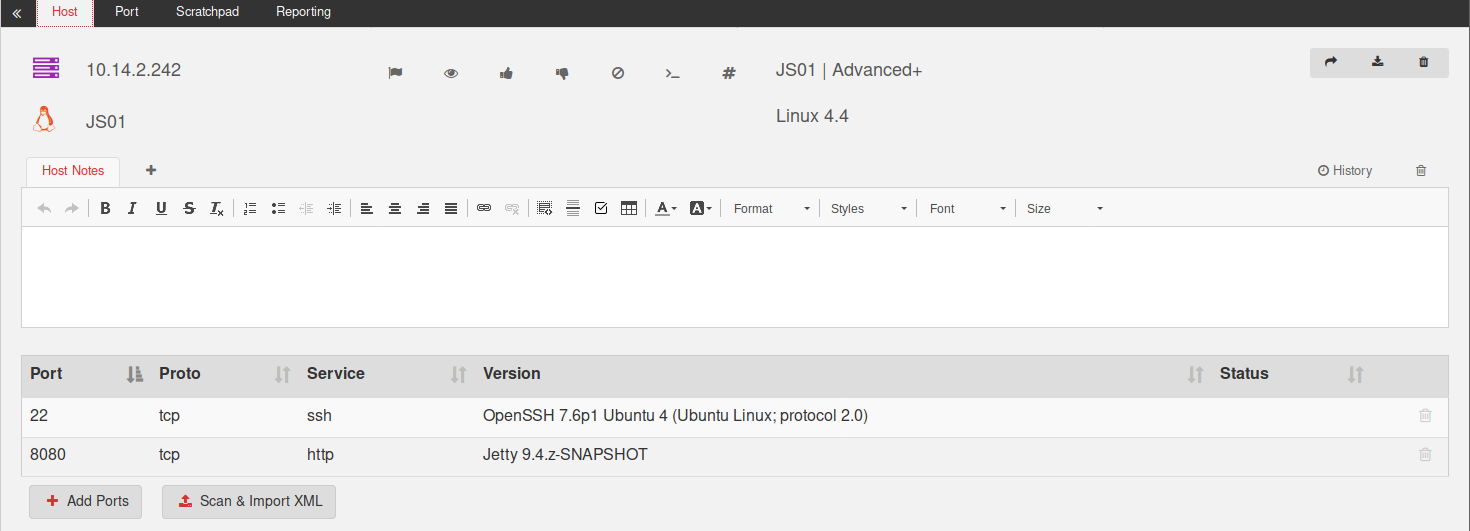 Host Port Scratchpad Reporting
10.14.2.242 JS01 | Advanced+
JS01 Linux 4.4
Host Notes History
B I U S Tx A A Format Styles Font Size
Port Proto Service Version Status
22 tcp ssh OpenSSH 7.6p1 Ubuntu 4 (Ubuntu Linux; protocol 2.0)
8080 tcp http Jetty 9.4.z-SNAPSHOT
Add Ports Scan & Import XML